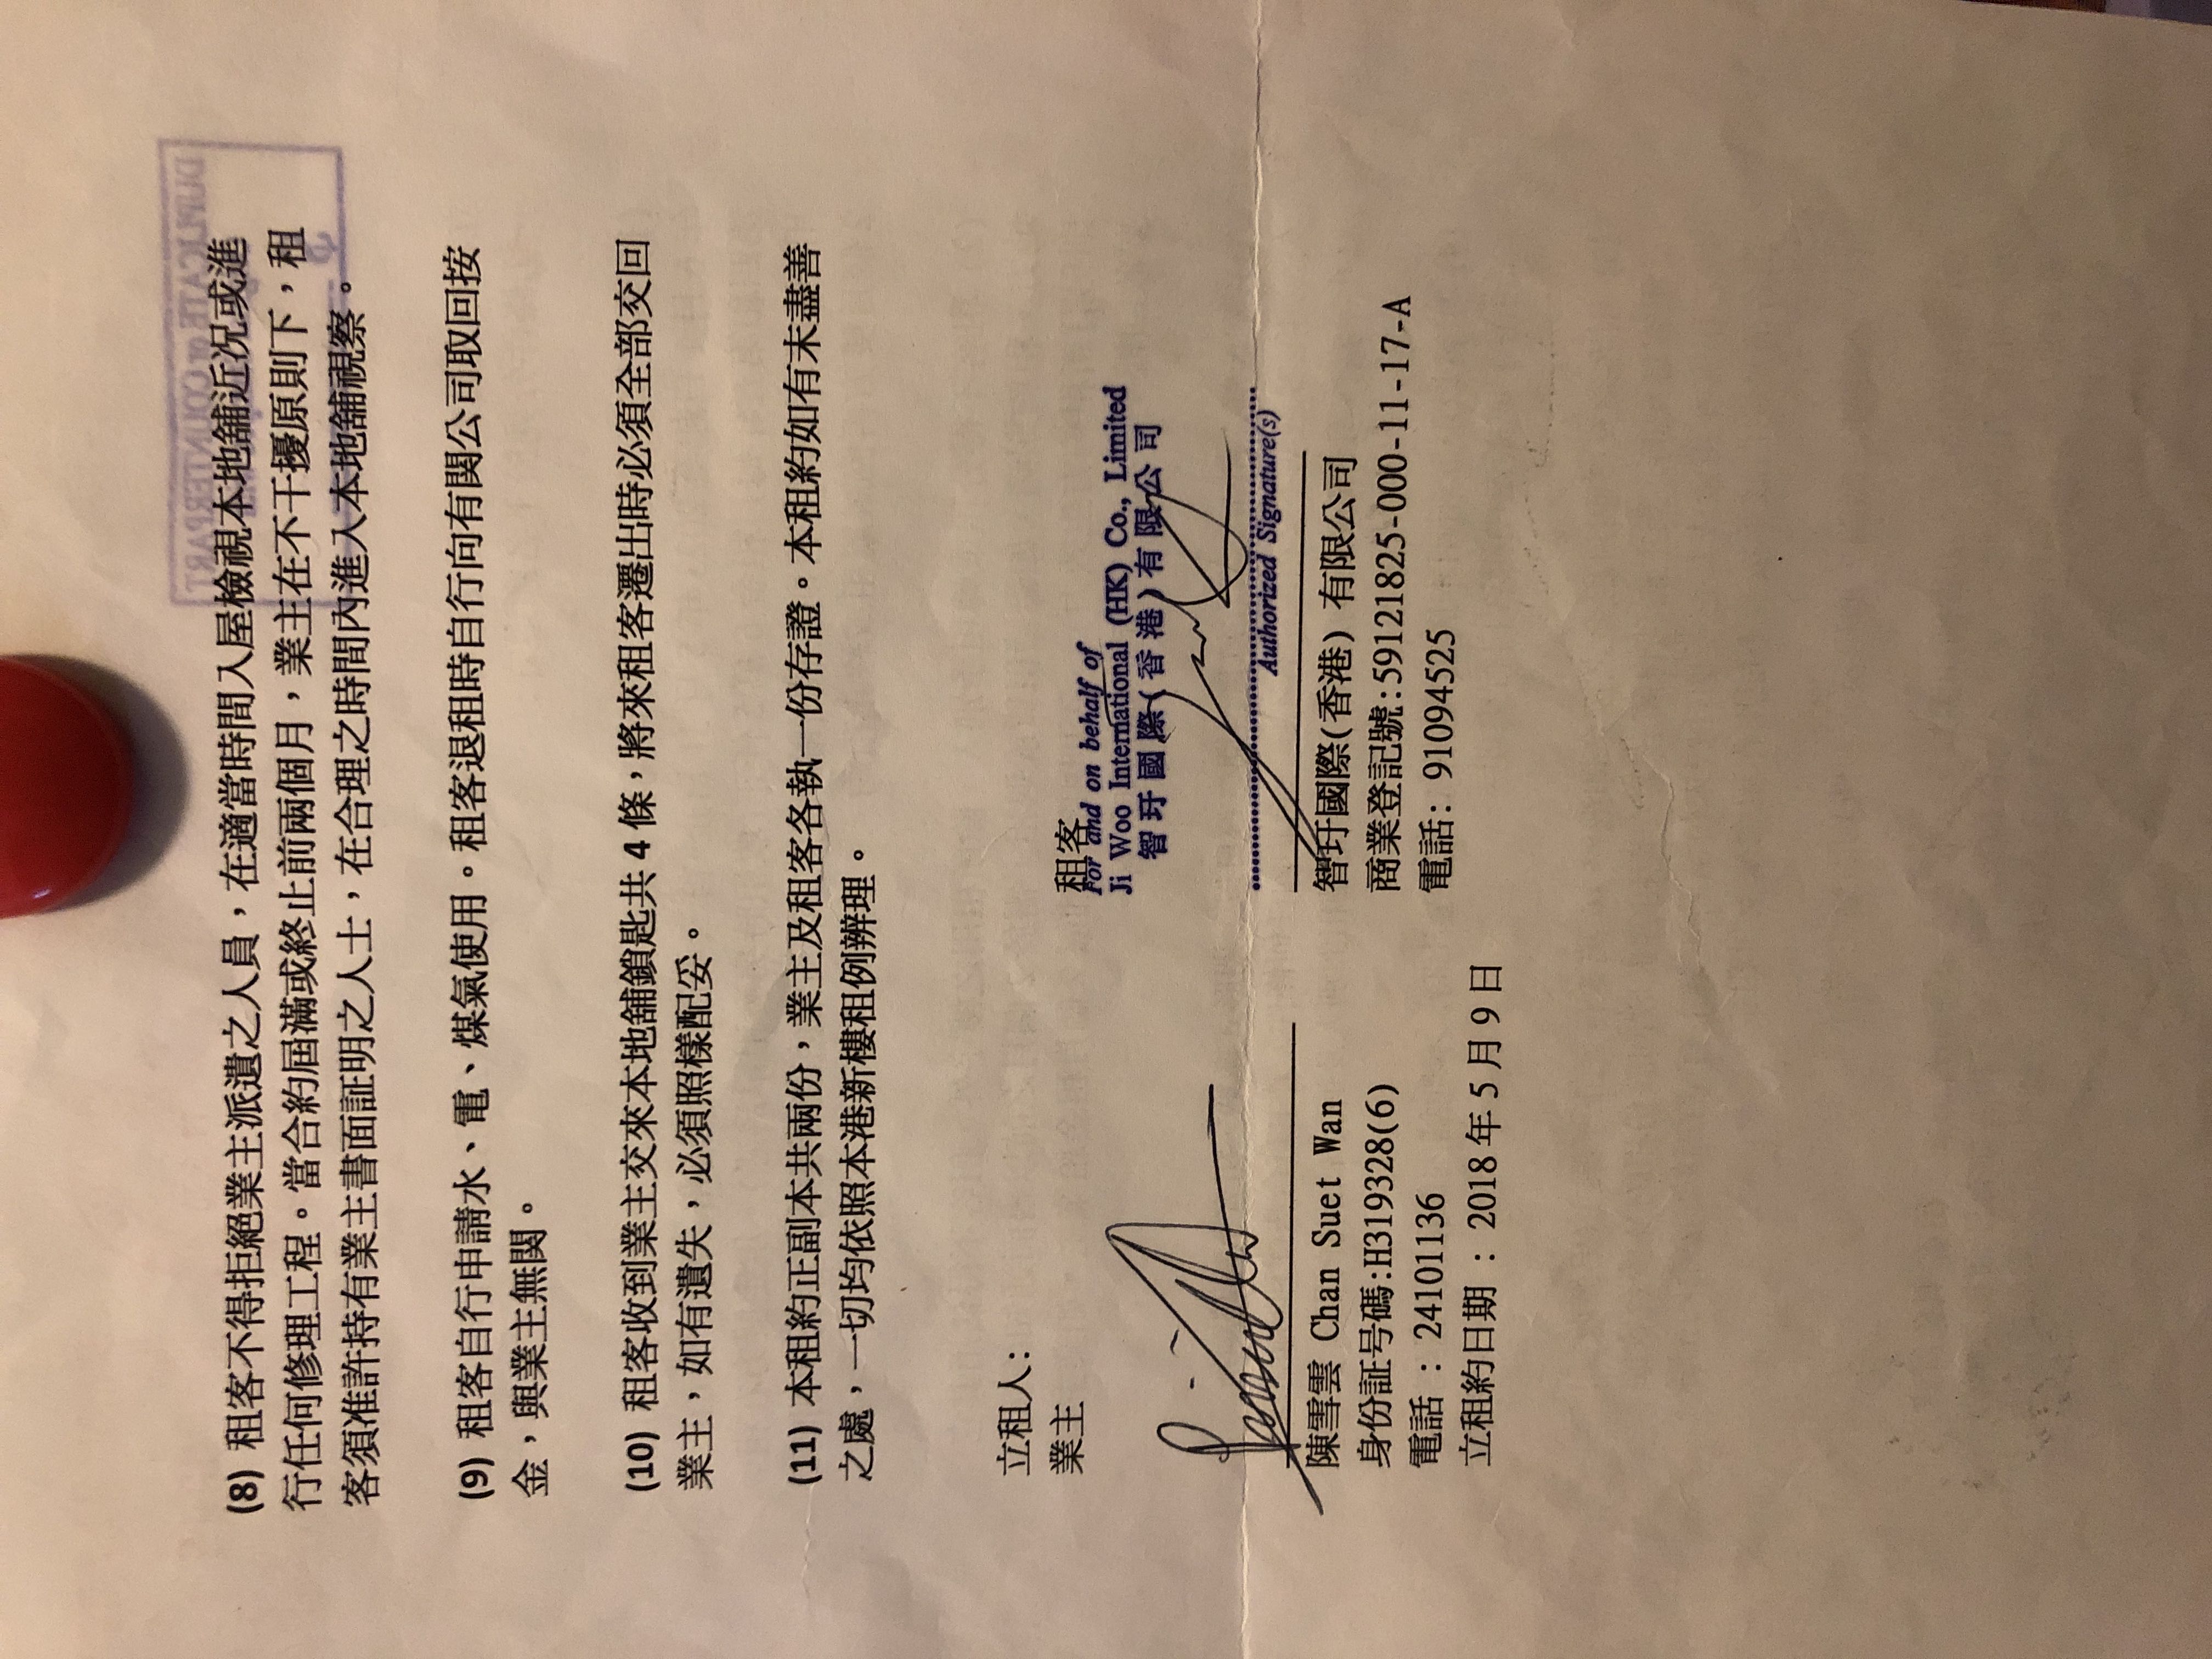 (8) 租客不得拒絕業主派遣之人員，在適當時間入屋檢視本地舖近況或進
行任何修理工程。當合約屆滿或終止前兩個月，業主在不干擾原則下，租
客須准許持有業主書面証明之人士，在合理之時間內進入本地舖視察。
(9) 租客自行申請水、電、煤氣使用。租客退租時自行向有関公司取回按
金，與業主無関。
(10) 租客收到業主交來本地舖鎖匙共 4 條，將來租客遷出時必須全部交回
業主，如有遺失，必須照樣配妥。
(11) 本租約正副本共兩份，業主及租客各執一份存證。本租約如有未盡善
之處，一切均依照本港新樓租例辨理。
立租人：
業主
租客
For and on behalf of
Ji Woo International (HK) Co., Limited
智玗國際(香港)有限公司
Authorized Signature(s)
陳雪雲 Chan Suet Wan
身份証号碼:H319328(6)
電話：24101136
立租約日期：2018 年 5 月 9 日
智玗國際(香港) 有限公司
商業登記號:59121825-000-11-17-A
電話: 91094525
DUPLICATE OR COUNTERPART